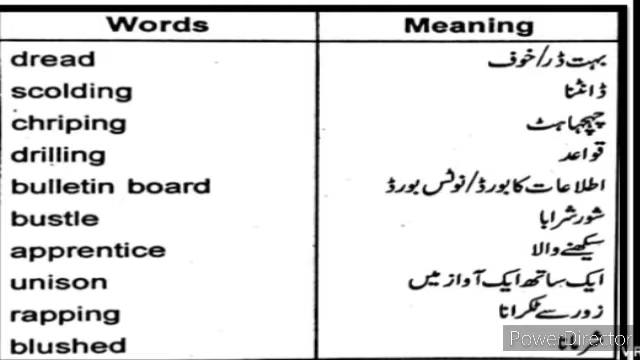 Words Meaning
dread بہت ڈر/خوف
scolding ڈانٹنا
chriping چہچہاہٹ
drilling قواعد
bulletin board اطلاعات کا بورڈ/نوٹس بورڈ
bustle شور شرابا
apprentice سیکھنے والا
unison ایک ساتھ ایک آواز میں
rapping زور سے ٹکرانا
blushed
PowerDirector